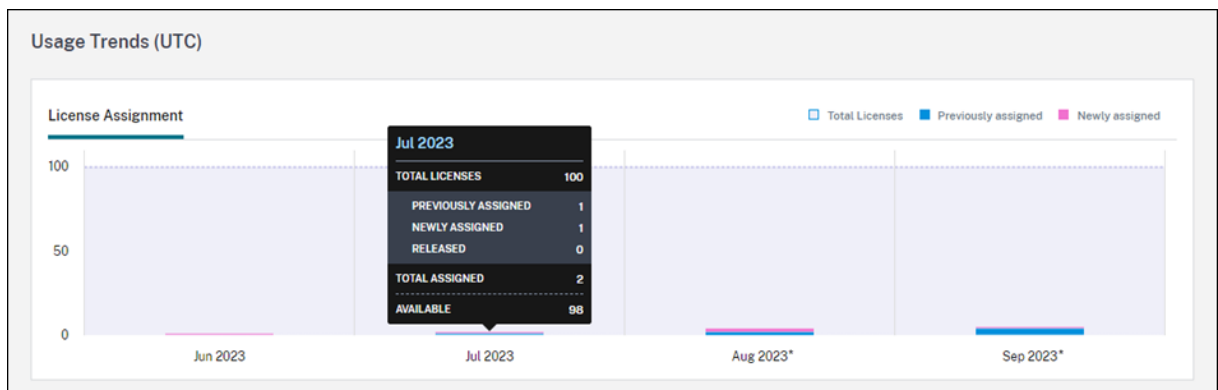 Usage Trends (UTC)
License Assignment
Total Licenses Previously assigned Newly assigned
Jul 2023
TOTAL LICENSES 100
PREVIOUSLY ASSIGNED 1
NEWLY ASSIGNED 1
RELEASED 0
TOTAL ASSIGNED 2
AVAILABLE 98
100
50
0
Jun 2023 Jul 2023 Aug 2023* Sep 2023*